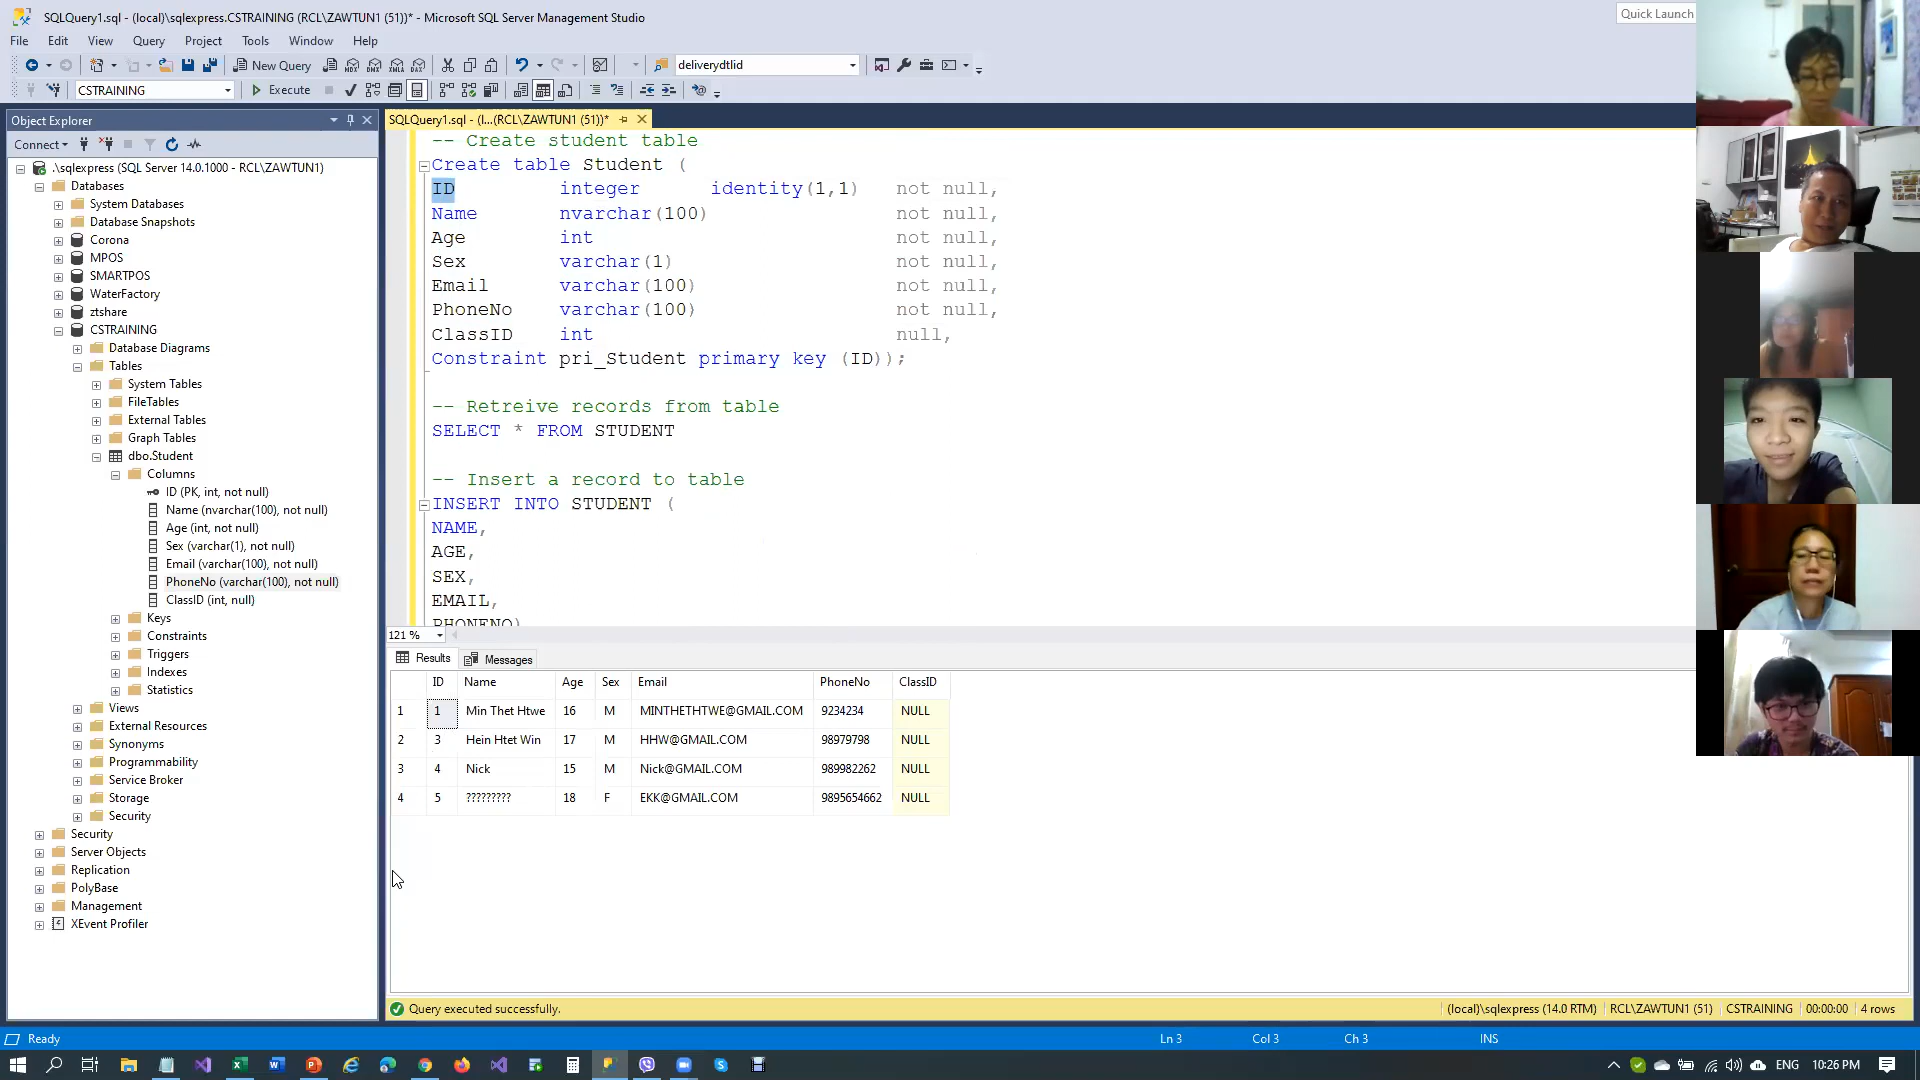 SQLQuery1.sql - (local)\sqlexpress.CSTRAINING (RCL\ZAWTUN1 (51))* - Microsoft SQL Server Management Studio
Quick Launch
File Edit View Query Project Tools Window Help
New Query
deliverydtlid
CSTRAINING
Execute
Object Explorer
Connect
.\sqlexpress (SQL Server 14.0.1000 - RCL\ZAWTUN1)
Databases
System Databases
Database Snapshots
Corona
MPOS
SMARTPOS
WaterFactory
ztshare
CSTRAINING
Database Diagrams
Tables
System Tables
FileTables
External Tables
Graph Tables
dbo.Student
Columns
ID (PK, int, not null)
Name (nvarchar(100), not null)
Age (int, not null)
Sex (varchar(1), not null)
Email (varchar(100), not null)
PhoneNo (varchar(100), not null)
ClassID (int, null)
Keys
Constraints
Triggers
Indexes
Statistics
Views
External Resources
Synonyms
Programmability
Service Broker
Storage
Security
Security
Server Objects
Replication
PolyBase
Management
XEvent Profiler
SQLQuery1.sql - (l...(RCL\ZAWTUN1 (51))*
-- Create student table
Create table Student (
ID integer identity(1,1) not null,
Name nvarchar(100) not null,
Age int not null,
Sex varchar(1) not null,
Email varchar(100) not null,
PhoneNo varchar(100) not null,
ClassID int null,
Constraint pri_Student primary key (ID));
-- Retreive records from table
SELECT * FROM STUDENT
-- Insert a record to table
INSERT INTO STUDENT (
NAME,
AGE,
SEX,
EMAIL,
PHONENO)
121 %
Results Messages
ID Name Age Sex Email PhoneNo ClassID
1 1 Min Thet Htwe 16 M MINTHETHTWE@GMAIL.COM 9234234 NULL
2 3 Hein Htet Win 17 M HHW@GMAIL.COM 98979798 NULL
3 4 Nick 15 M Nick@GMAIL.COM 989982262 NULL
4 5 ????????? 18 F EKK@GMAIL.COM 9895654662 NULL
Query executed successfully.
(local)\sqlexpress (14.0 RTM) RCL\ZAWTUN1 (51) CSTRAINING 00:00:00 4 rows
Ready
Ln 3 Col 3 Ch 3 INS
ENG 10:26 PM